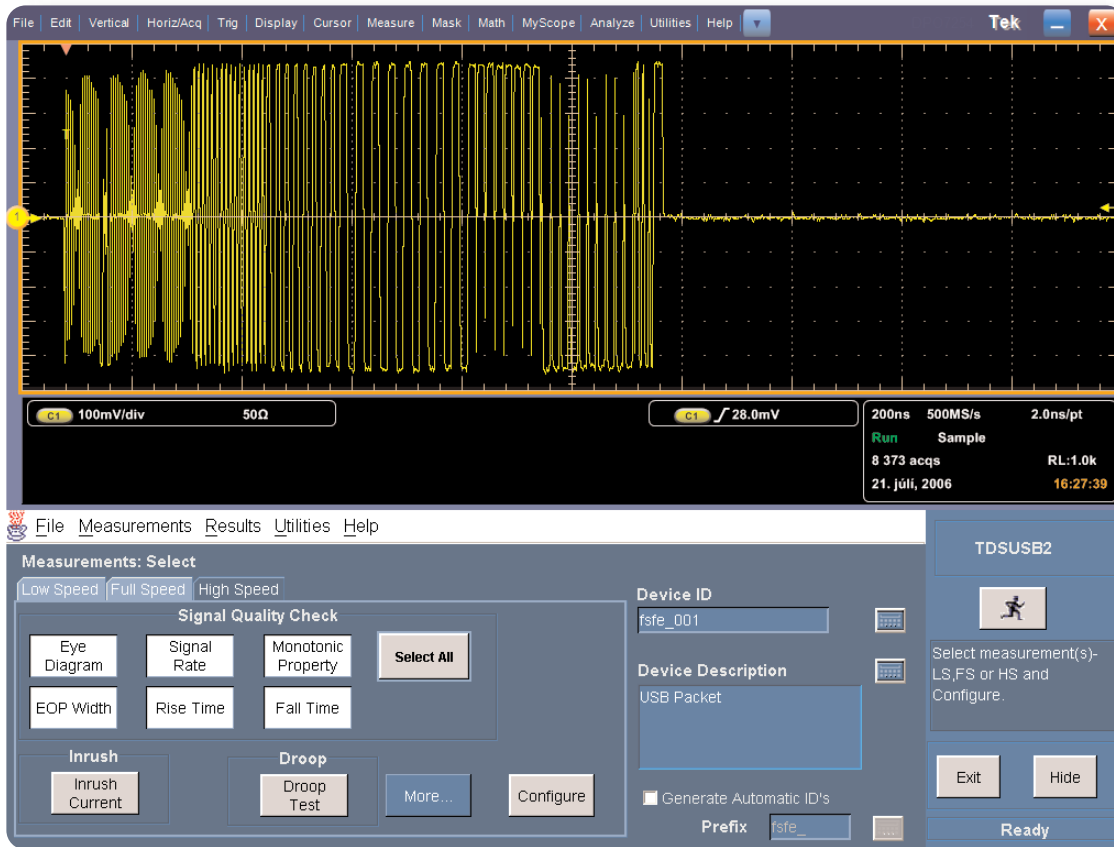 File Edit Vertical Horiz/Acq Trig Display Cursor Measure Mask Math MyScope Analyze Utilities Help Tek X
T
1
C1 100mV/div 50Ω
C1 28.0mV
200ns 500MS/s 2.0ns/pt
Run Sample
8 373 acqs RL:1.0k
21. júlí, 2006 16:27:39
File Measurements Results Utilities Help
Measurements: Select
Low Speed Full Speed High Speed
Signal Quality Check
Eye Diagram
Signal Rate
Monotonic Property
Select All
EOP Width
Rise Time
Fall Time
Inrush
Inrush Current
Droop
Droop Test
More...
Configure
Device ID
fsfe_001
Device Description
USB Packet
Generate Automatic ID's
Prefix fsfe_ ...
TDSUSB2
Select measurement(s)-
LS,FS or HS and
Configure.
Exit
Hide
Ready